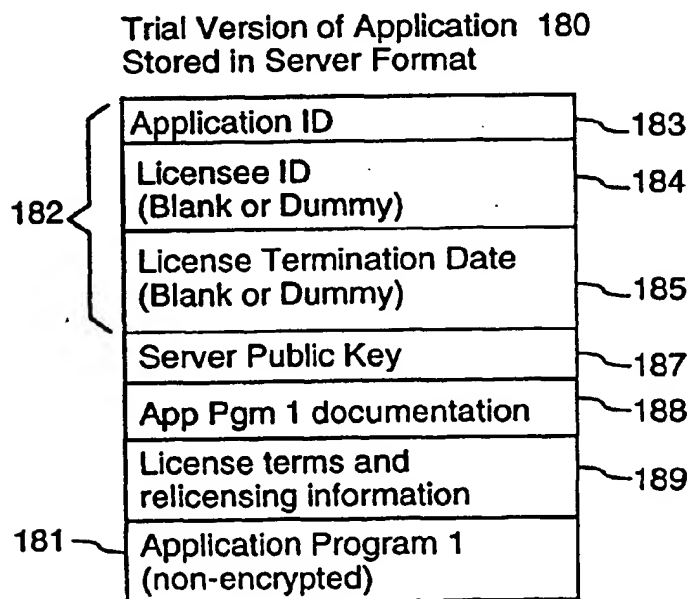 Trial Version of Application 180
Stored in Server Format
Application ID
183
Licensee ID
(Blank or Dummy)
184
182
License Termination Date
(Blank or Dummy)
185
Server Public Key
187
App Pgm 1 documentation
188
License terms and
relicensing information
189
181
Application Program 1
(non-encrypted)